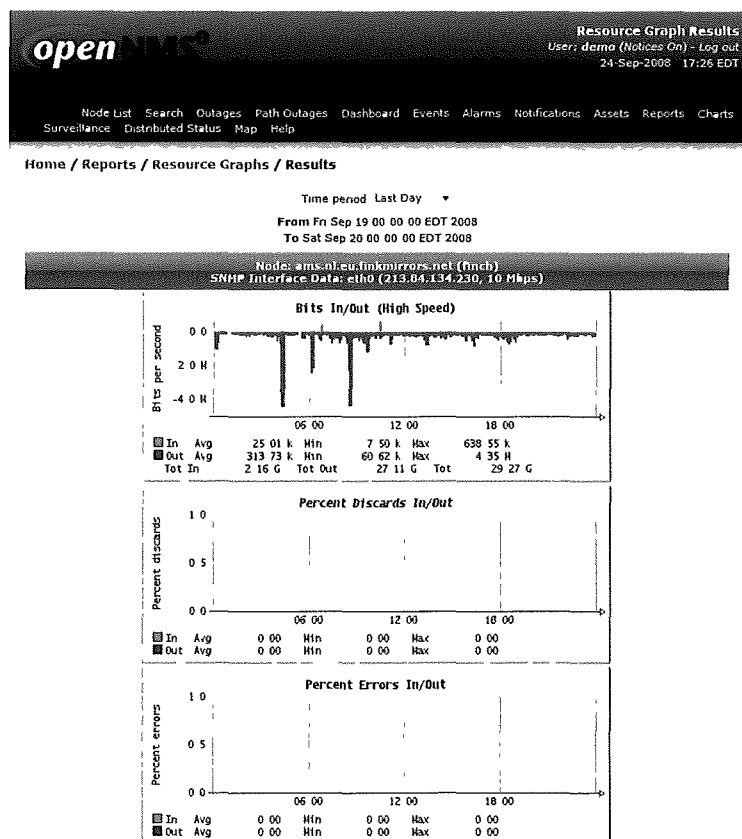 Resource Graph Results
openNMS®
User: demo (Notices On) - Log out
24-Sep-2008 17:26 EDT
Node List Search Outages Path Outages Dashboard Events Alarms Notifications Assets Reports Charts
Surveillance Distributed Status Map Help
Home / Reports / Resource Graphs / Results
Time period Last Day
From Fri Sep 19 00 00 00 EDT 2008
To Sat Sep 20 00 00 00 EDT 2008
Node: ams.nl.eu.finkmirrors.net (finch)
SNMP Interface Data: eth0 (213.84.134.230, 10 Mbps)
Bits In/Out (High Speed)
Bits per second
0 0
2 0 M
-4 0 M
06 00 12 00 18 00
In Avg 25 01 k Min 7 50 k Max 638 55 k
Out Avg 313 73 k Min 60 62 k Max 4 35 M
Tot In 2 16 G Tot Out 27 11 G Tot 29 27 G
Percent Discards In/Out
Percent discards
1 0
0 5
0 0
06 00 12 00 18 00
In Avg 0 00 Min 0 00 Max 0 00
Out Avg 0 00 Min 0 00 Max 0 00
Percent Errors In/Out
Percent errors
1 0
0 5
0 0
06 00 12 00 18 00
In Avg 0 00 Min 0 00 Max 0 00
Out Avg 0 00 Min 0 00 Max 0 00